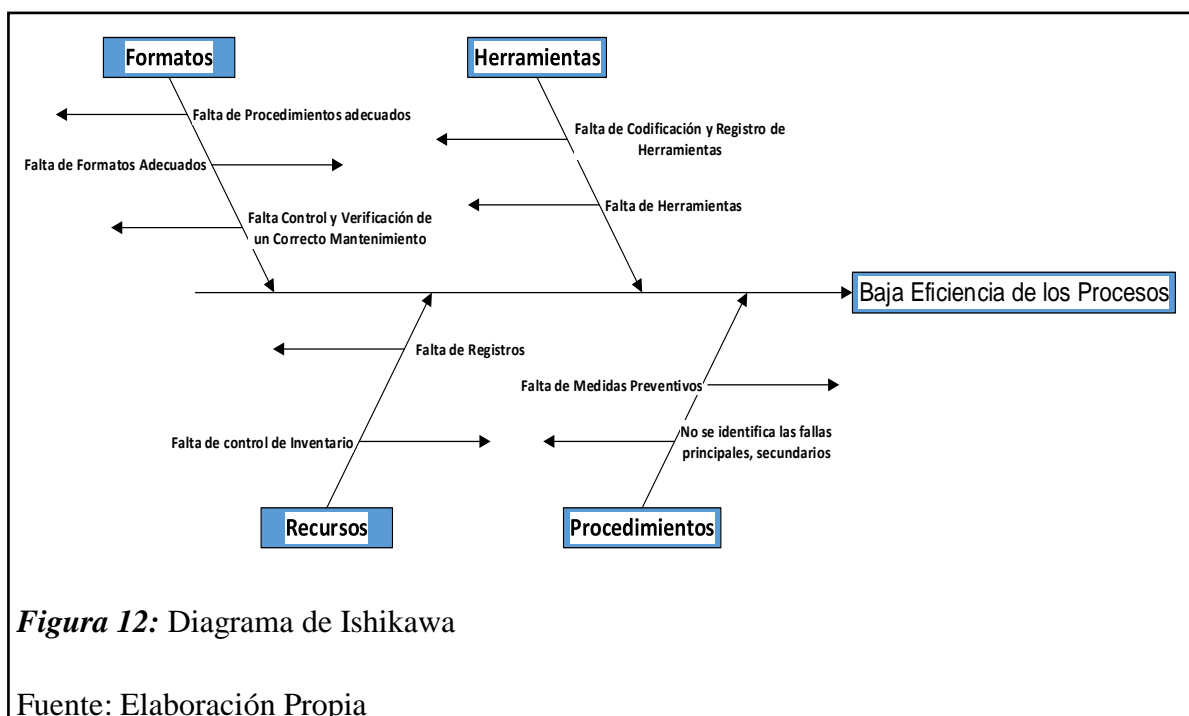 Formatos
Herramientas
Falta de Procedimientos adecuados
Falta de Codificación y Registro de
Herramientas
Falta de Formatos Adecuados
Falta de Herramientas
Falta Control y Verificación de
un Correcto Mantenimiento
Baja Eficiencia de los Procesos
Falta de Registros
Falta de Medidas Preventivos
Falta de control de Inventario
No se identifica las fallas
principales, secundarios
Recursos
Procedimientos
Figura 12: Diagrama de Ishikawa
Fuente: Elaboración Propia